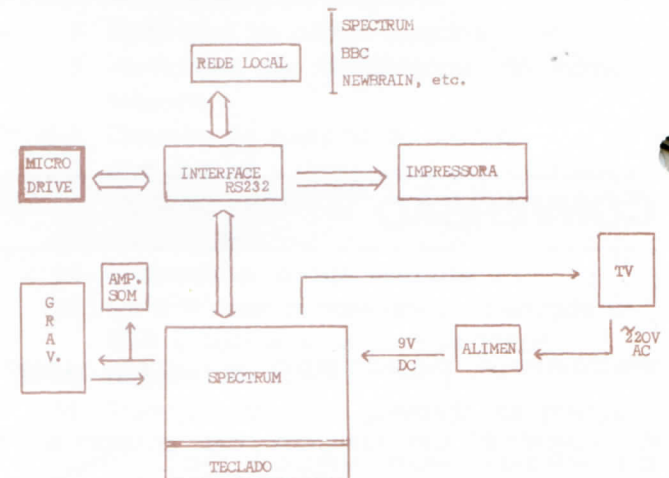 SPECTRUM
BBC
NEWBRAIN, etc.
REDE LOCAL
MICRO
DRIVE
INTERFACE
RS232
IMPRESSORA
AMP.
SOM
TV
G
R
A
V.
9V
DC
ALIMEN
~220V
AC
SPECTRUM
TECLADO